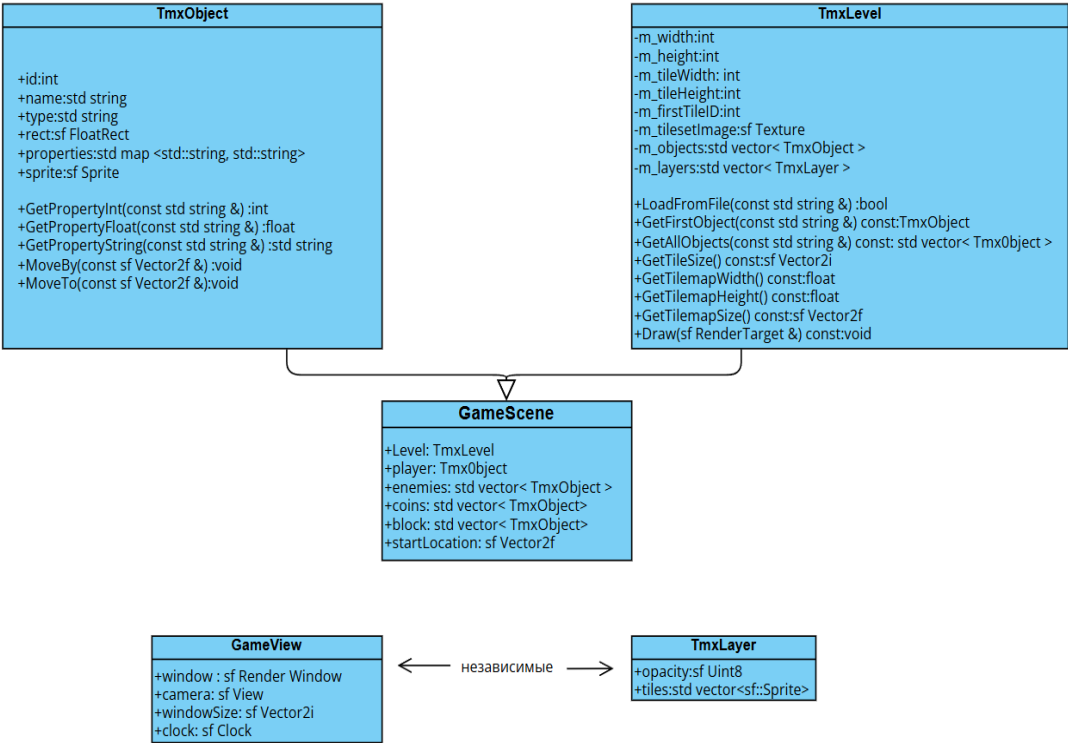 TmxObject
+id:int
+name:std string
+type:std string
+rect:sf FloatRect
+properties:std map <std::string, std::string>
+sprite:sf Sprite
+GetPropertyInt(const std string &) :int
+GetPropertyFloat(const std string &) :float
+GetPropertyString(const std string &) :std string
+MoveBy(const sf Vector2f &) :void
+MoveTo(const sf Vector2f &):void
TmxLevel
-m_width:int
-m_height:int
-m_tileWidth: int
-m_tileHeight:int
-m_firstTileID:int
-m_tilesetImage:sf Texture
-m_objects:std vector< TmxObject >
-m_layers:std vector< TmxLayer >
+LoadFromFile(const std string &) :bool
+GetFirstObject(const std string &) const:TmxObject
+GetAllObjects(const std string &) const: std vector< Tmx0bject >
+GetTileSize() const:sf Vector2i
+GetTilemapWidth() const:float
+GetTilemapHeight() const:float
+GetTilemapSize() const:sf Vector2f
+Draw(sf RenderTarget &) const:void
GameScene
+Level: TmxLevel
+player: Tmx0bject
+enemies: std vector< TmxObject >
+coins: std vector< TmxObject>
+block: std vector< TmxObject>
+startLocation: sf Vector2f
GameView
+window : sf Render Window
+camera: sf View
+windowSize: sf Vector2i
+clock: sf Clock
независимые
TmxLayer
+opacity:sf Uint8
+tiles:std vector<sf::Sprite>